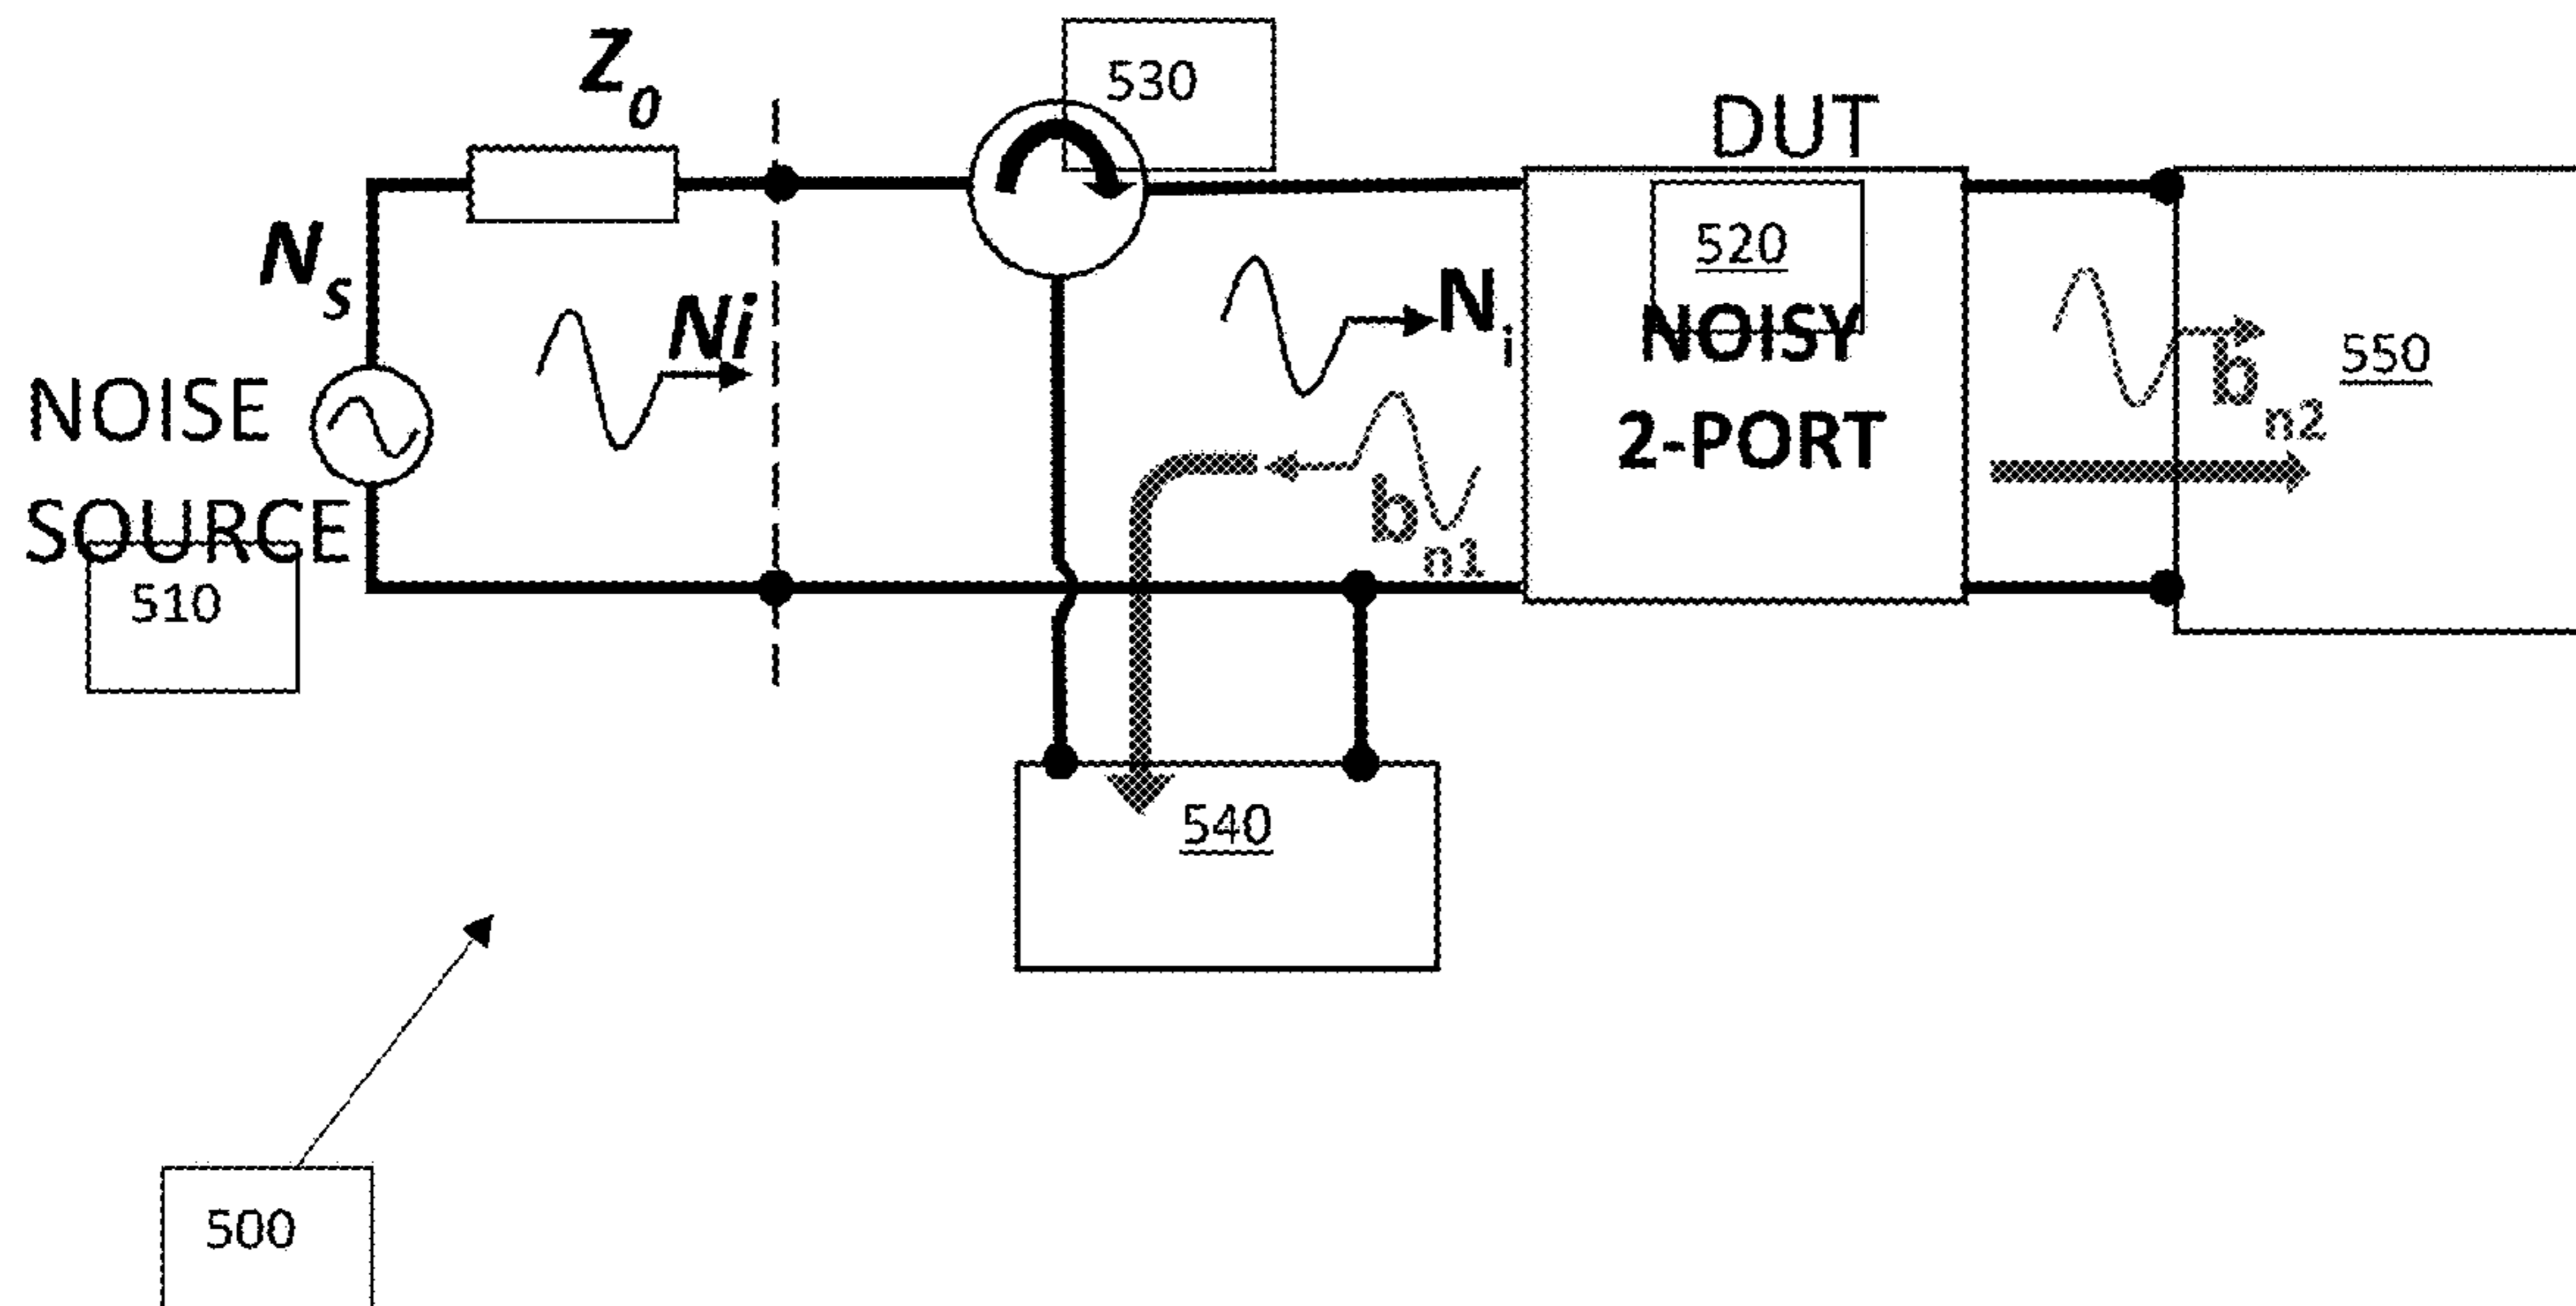 Z0
530
DUT
NS
520
Ni
Ni
NOISY
2-PORT
550
bn2
NOISE
SOURCE
bn1
510
540
500